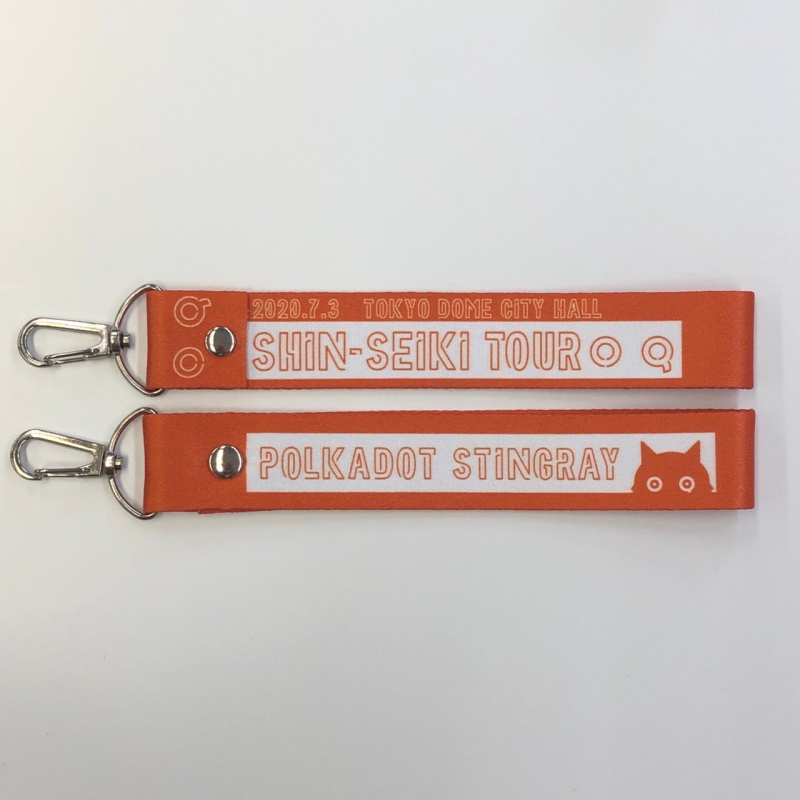 2020.7.3 TOKYO DOME CITY HALL
SHiN-SEiKi TOUR
POLKADOT STiNGRAY